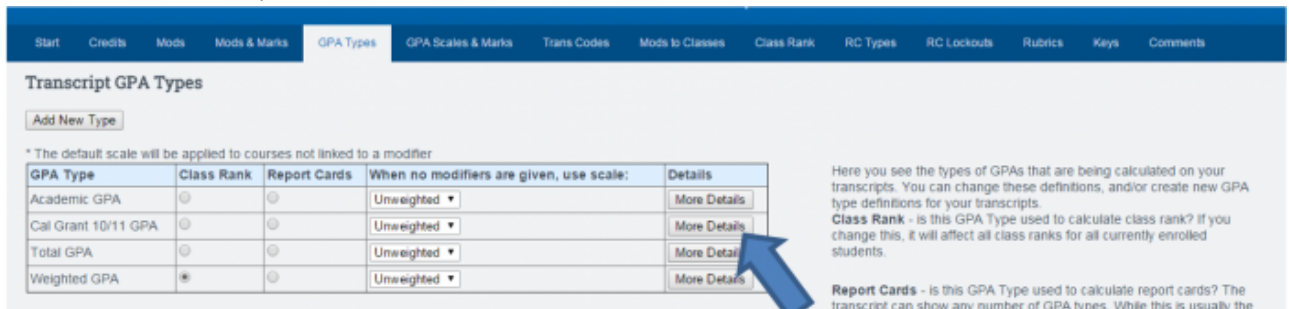 Start Credits Mods Mods & Marks GPA Types GPA Scales & Marks Trans Codes Mods to Classes Class Rank RC Types RC Lockouts Rubrics Keys Comments
Transcript GPA Types
Add New Type
* The default scale will be applied to courses not linked to a modifier
GPA Type Class Rank Report Cards When no modifiers are given, use scale: Details
Academic GPA Unweighted More Details
Cal Grant 10/11 GPA Unweighted More Details
Total GPA Unweighted More Details
Weighted GPA Unweighted More Details
Here you see the types of GPAs that are being calculated on your
transcripts. You can change these definitions, and/or create new GPA
type definitions for your transcripts.
Class Rank - is this GPA Type used to calculate class rank? If you
change this, it will affect all class ranks for all currently enrolled
students.
Report Cards - is this GPA Type used to calculate report cards? The
transcript can show any number of GPA types. While this is usually the